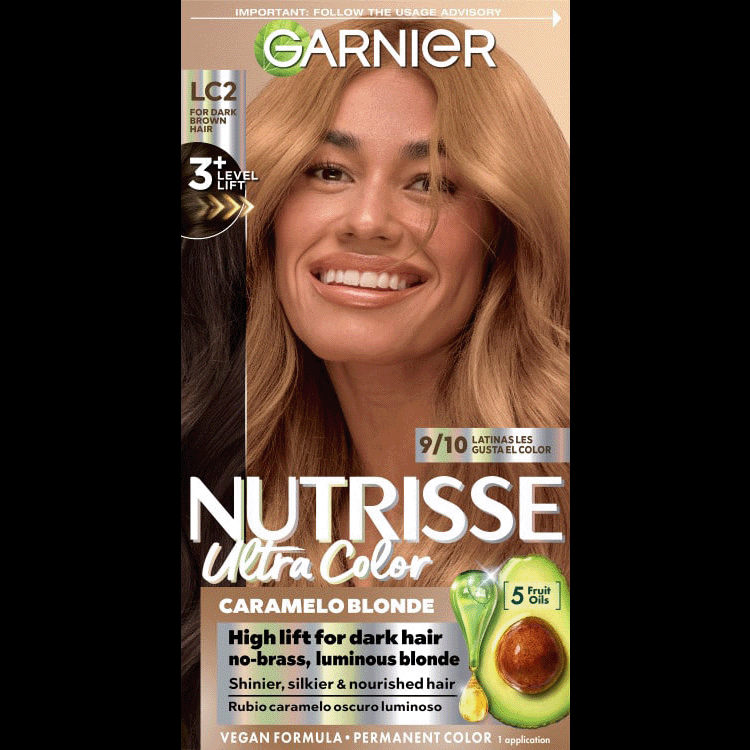 IMPORTANT: FOLLOW THE USAGE ADVISORY
GARNIER
LC2
FOR DARK
BROWN
HAIR
3+ LEVEL
LIFT
9/10 LATINAS LES
GUSTA EL COLOR
NUTRISSE
Ultra Color
5 Fruit
Oils
CARAMELO BLONDE
High lift for dark hair
no-brass, luminous blonde
Shinier, silkier & nourished hair
Rubio caramelo oscuro luminoso
VEGAN FORMULA • PERMANENT COLOR 1 application